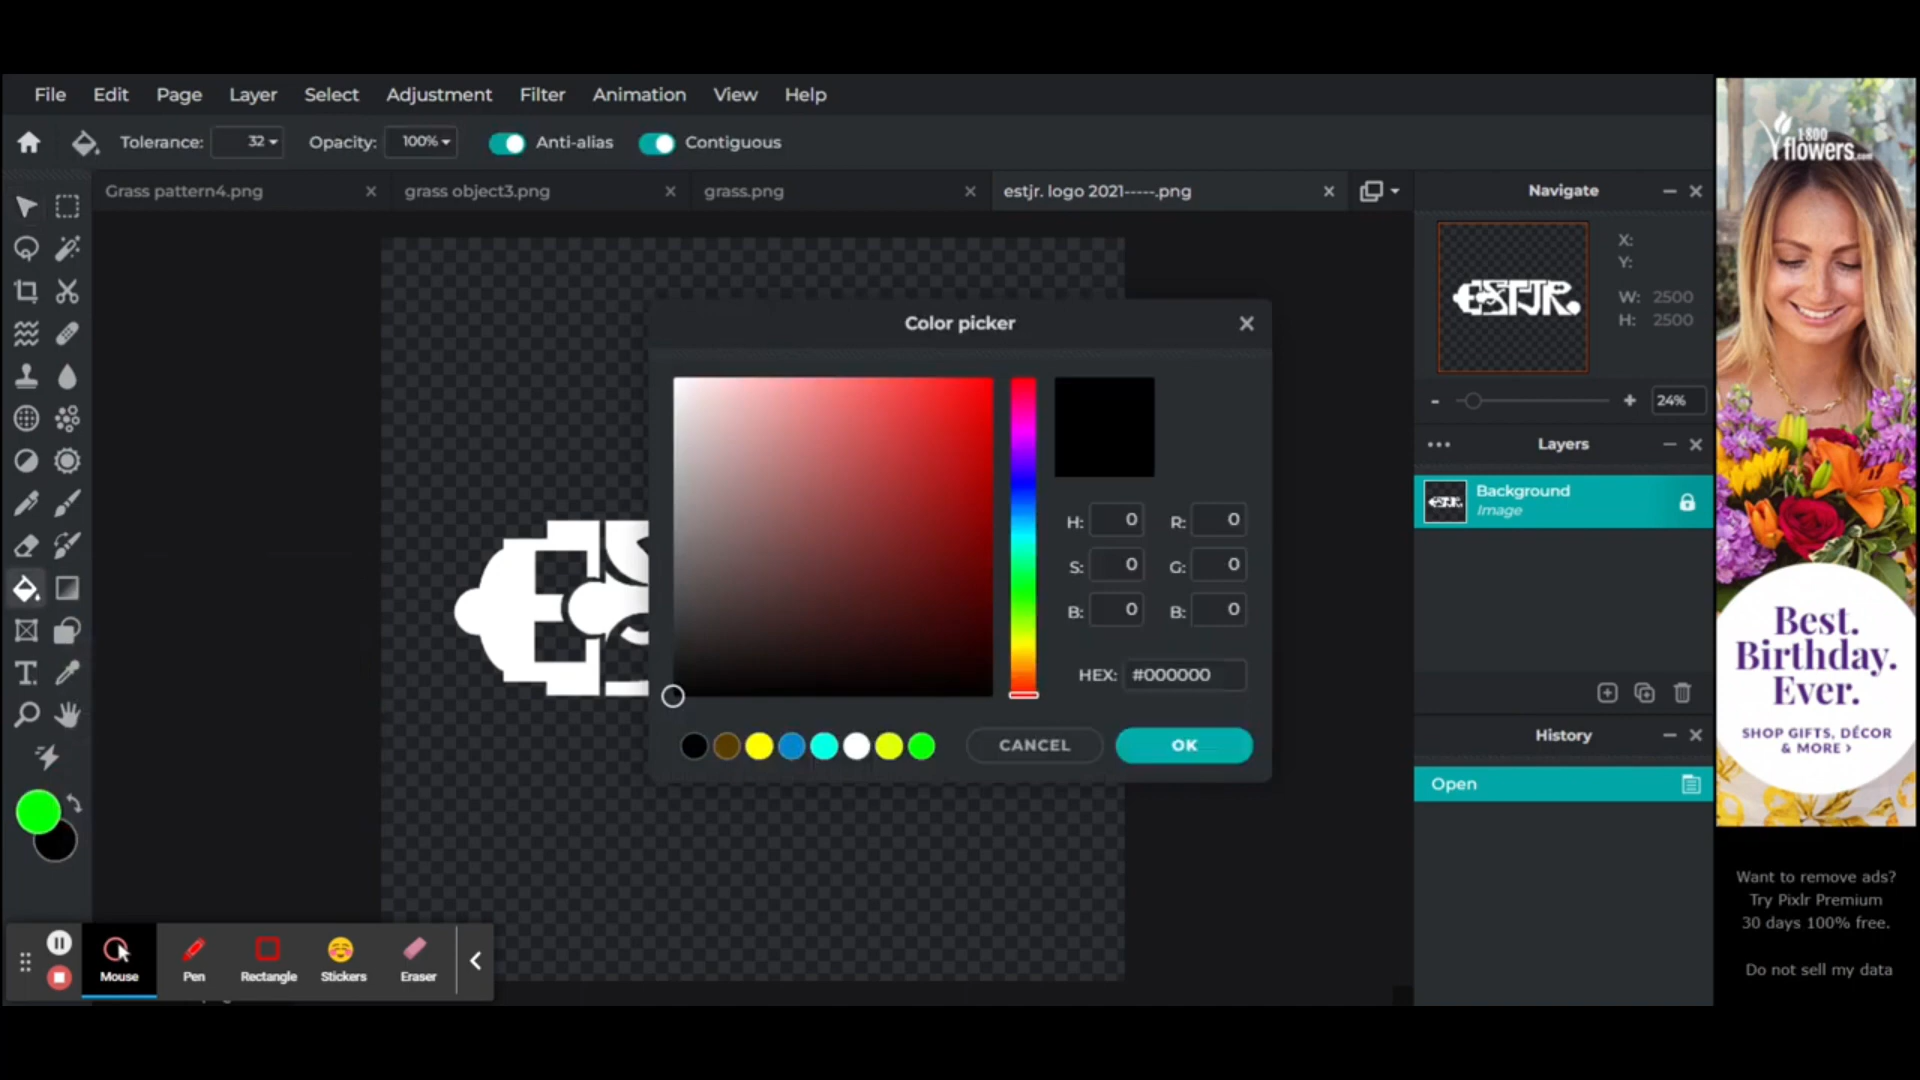 File Edit Page Layer Select Adjustment Filter Animation View Help
Tolerance: 32 Opacity: 100% Anti-alias Contiguous
Grass pattern4.png grass object3.png grass.png estjr. logo 2021-----.png
Navigate
X:
Y:
W: 2500
H: 2500
ESTJR.
- + 24%
Layers
Background
Image
History
Open
Color picker
H: 0 R: 0
S: 0 G: 0
B: 0 B: 0
HEX: #000000
CANCEL OK
Mouse Pen Rectangle Stickers Eraser
1-800
flowers.com
Best.
Birthday.
Ever.
SHOP GIFTS, DÉCOR
& MORE ›
Want to remove ads?
Try Pixlr Premium
30 days 100% free.
Do not sell my data